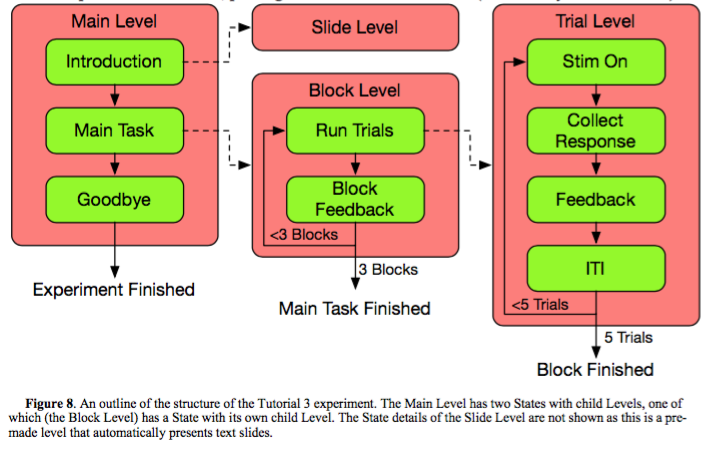 Main Level
Introduction
Main Task
Goodbye
Experiment Finished
Slide Level
Block Level
Run Trials
Block
Feedback
<3 Blocks
3 Blocks
Main Task Finished
Trial Level
Stim On
Collect
Response
Feedback
ITI
<5 Trials
5 Trials
Block Finished
Figure 8. An outline of the structure of the Tutorial 3 experiment. The Main Level has two States with child Levels, one of
which (the Block Level) has a State with its own child Level. The State details of the Slide Level are not shown as this is a pre-
made level that automatically presents text slides.